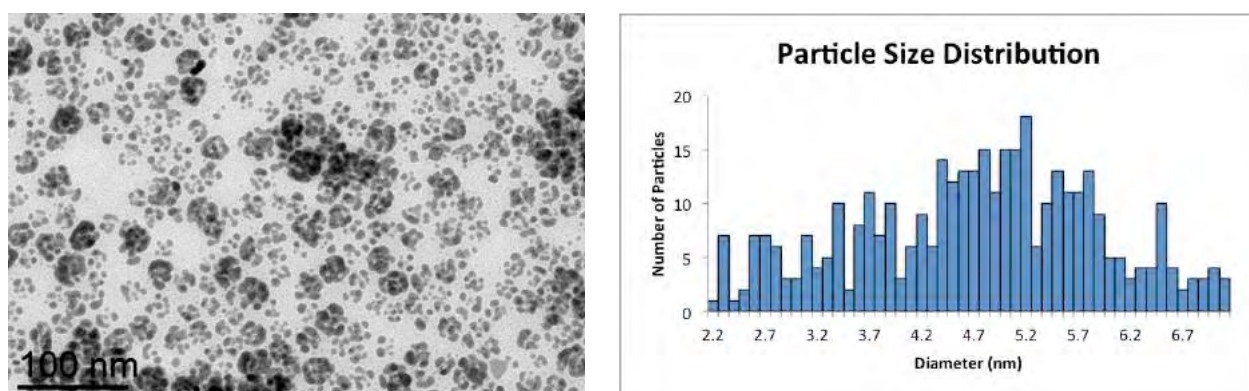 100 nm
Particle Size Distribution
20
15
10
5
0
Number of Particles
2.2 2.7 3.2 3.7 4.2 4.7 5.2 5.7 6.2 6.7
Diameter (nm)